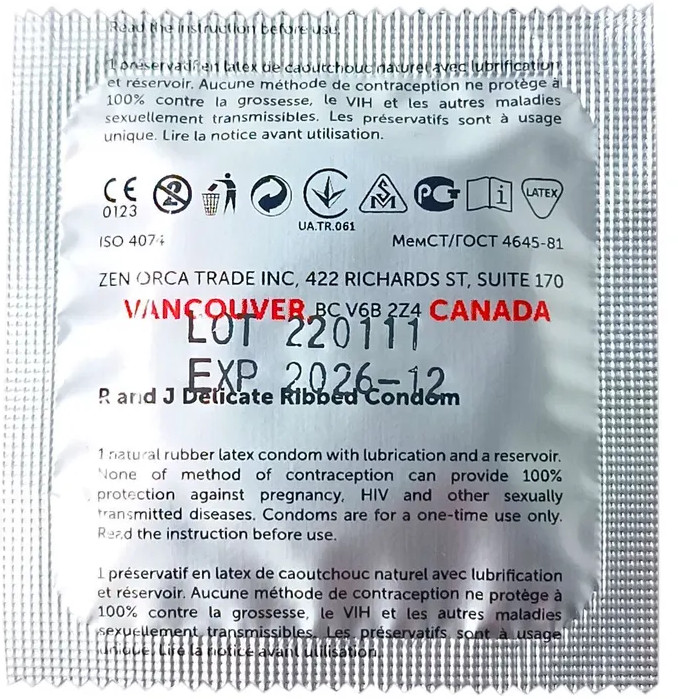 Read the instruction before use.
1 préservatif en latex de caoutchouc naturel avec lubrification
et réservoir. Aucune méthode de contraception ne protège à
100% contre la grossesse, le VIH et les autres maladies
sexuellement transmissibles. Les préservatifs sont à usage
unique. Lire la notice avant utilisation.
CE 0123
2
SM
PCT
i
LATEX
UA.TR.061
ISO 4074
МемСТ/ГОСТ 4645-81
ZEN ORCA TRADE INC, 422 RICHARDS ST, SUITE 170
VANCOUVER, BC V6B 2Z4 CANADA
LOT 220111
EXP 2026-12
R and J Delicate Ribbed Condom
1 natural rubber latex condom with lubrication and a reservoir.
None of method of contraception can provide 100%
protection against pregnancy, HIV and other sexually
transmitted diseases. Condoms are for a one-time use only.
Read the instruction before use.
1 préservatif en latex de caoutchouc naturel avec lubrification
et réservoir. Aucune méthode de contraception ne protège à
100% contre la grossesse, le VIH et les autres maladies
sexuellement transmissibles. Les préservatifs sont à usage
unique. Lire la notice avant utilisation.